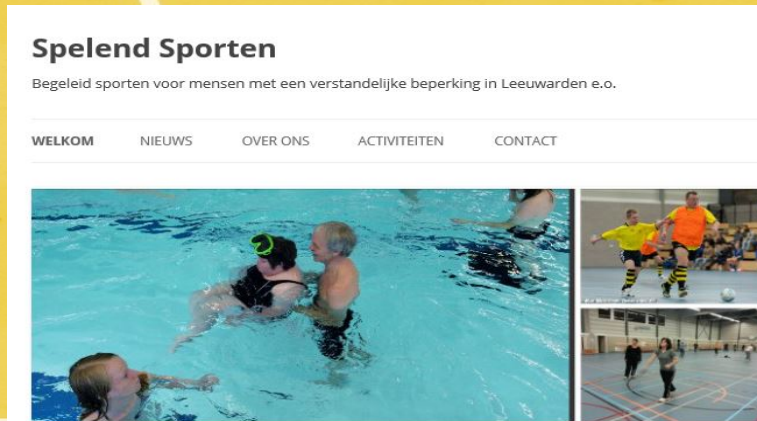 Spelend Sporten
Begeleid sporten voor mensen met een verstandelijke beperking in Leeuwarden e.o.
WELKOM NIEUWS OVER ONS ACTIVITEITEN CONTACT